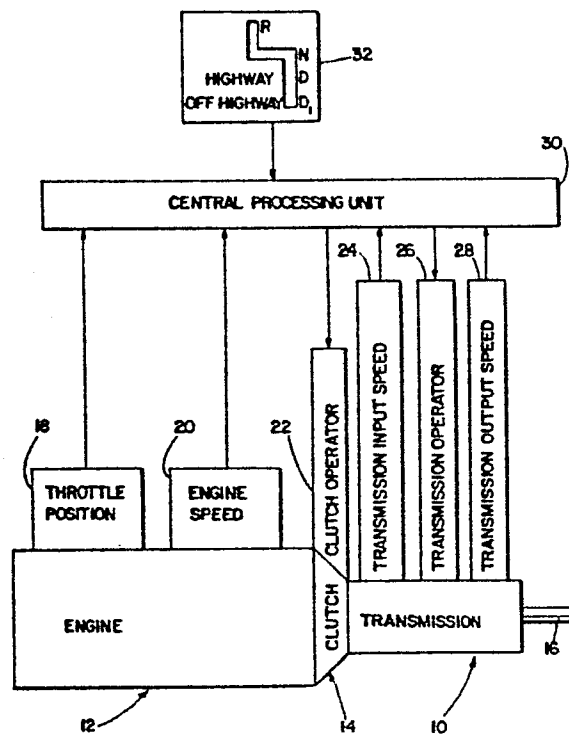 R
32
N
HIGHWAY D
OFF HIGHWAY D1
30
CENTRAL PROCESSING UNIT
24
26
28
18
20
22
THROTTLE
POSITION
ENGINE
SPEED
CLUTCH OPERATOR
TRANSMISSION INPUT SPEED
TRANSMISSION OPERATOR
TRANSMISSION OUTPUT SPEED
ENGINE
CLUTCH
TRANSMISSION
16
12
14
10